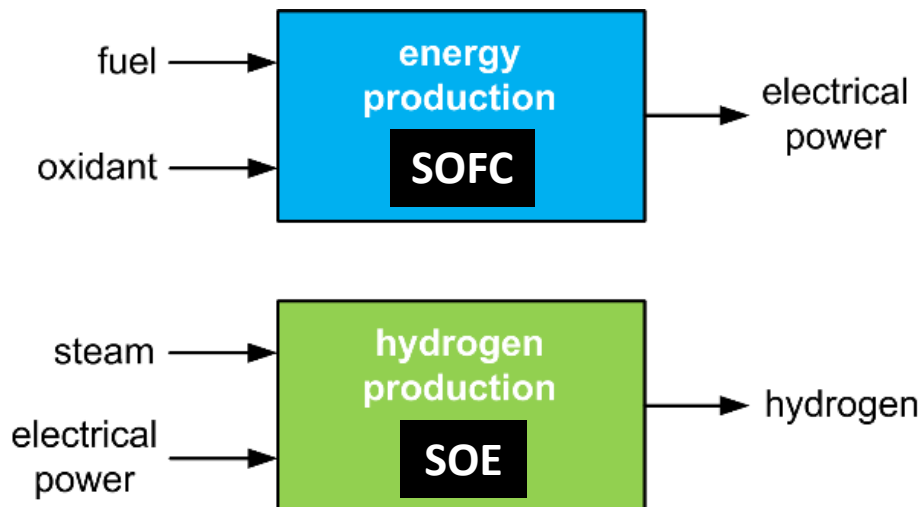 fuel
oxidant
energy
production
SOFC
electrical
power
steam
electrical
power
hydrogen
production
SOE
hydrogen